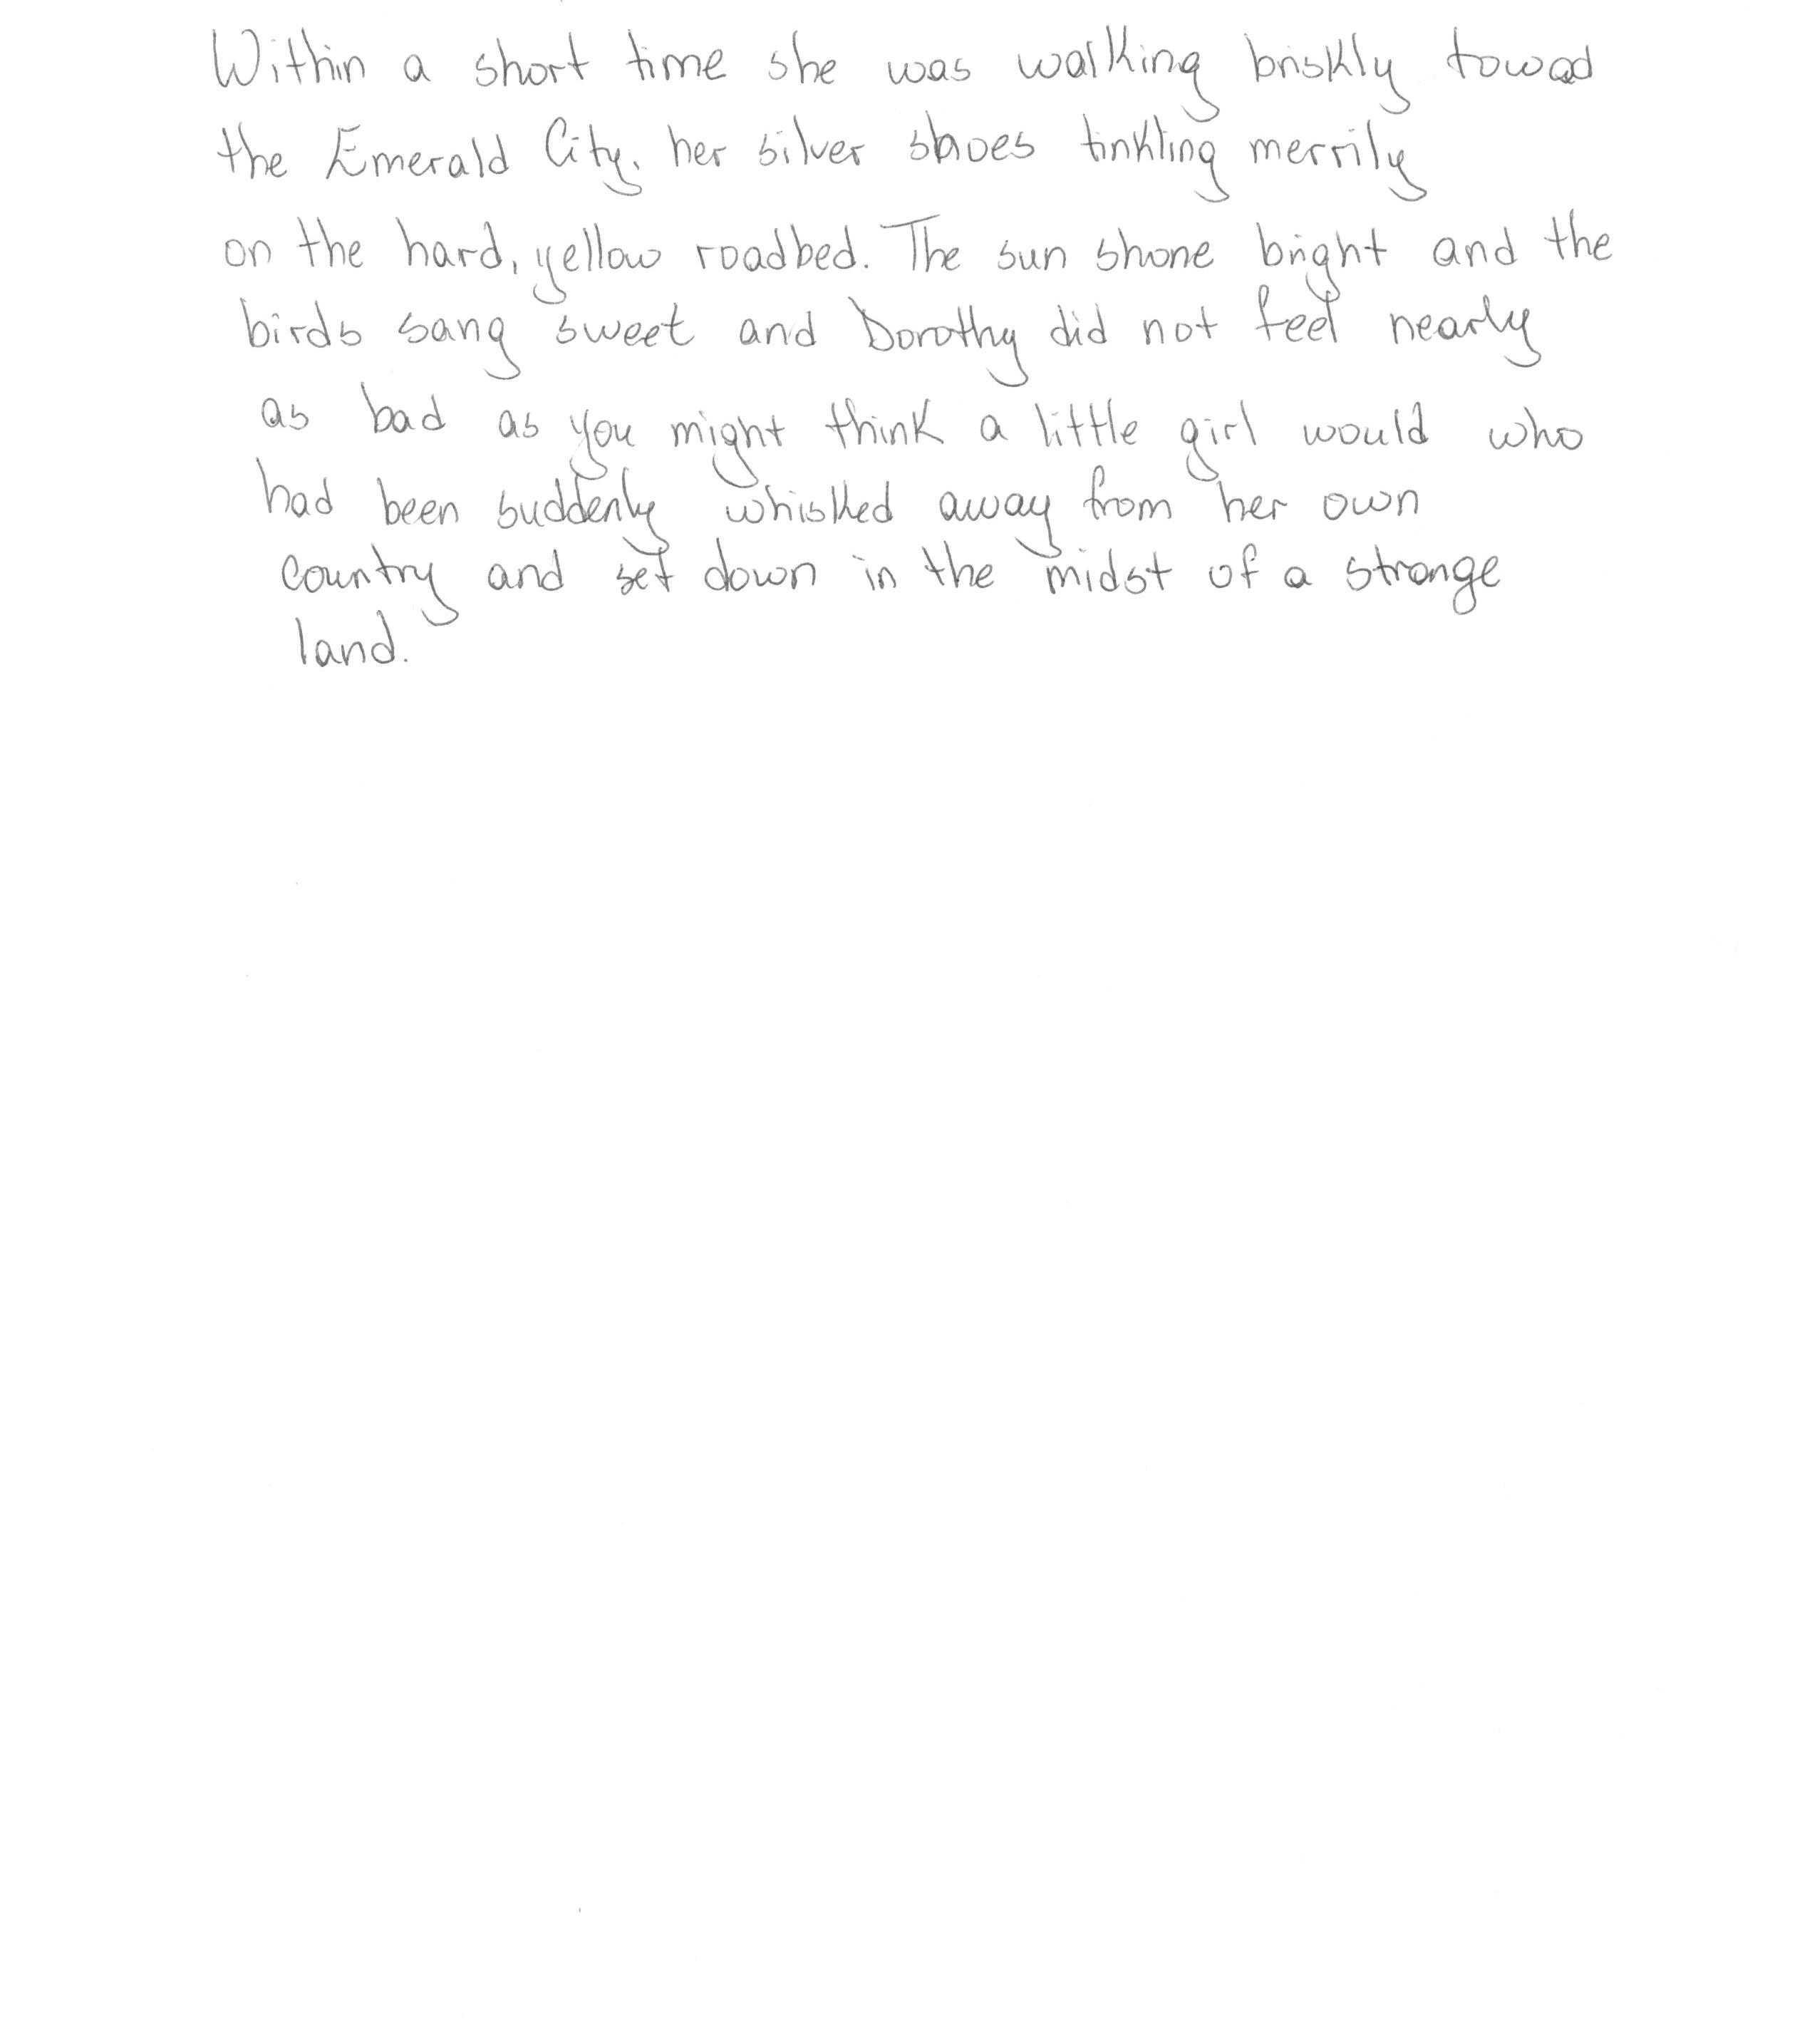 Within a short time she was walking briskly towad
the Emerald City, her silver shoes tinkling merrily
on the hard, yellow roadbed. The sun shone bright and the
birds sang sweet and Dorothy did not feel nearly
as bad as you might think a little girl would who
had been suddenly whisked away from her own
country and set down in the midst of a strange
land.